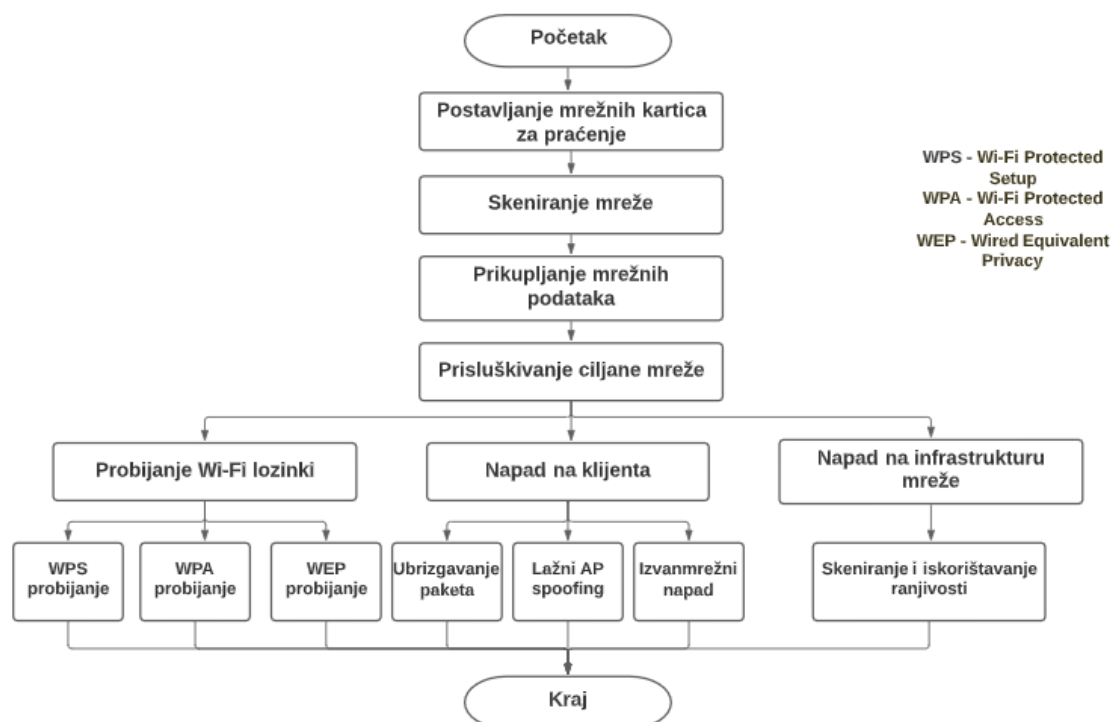 Početak
Postavljanje mrežnih kartica
za praćenje
WPS - Wi-Fi Protected
Setup
WPA - Wi-Fi Protected
Access
WEP - Wired Equivalent
Privacy
Skeniranje mreže
Prikupljanje mrežnih
podataka
Prisluškivanje ciljane mreže
Probijanje Wi-Fi lozinki
Napad na klijenta
Napad na infrastrukturu
mreže
WPS
probijanje
WPA
probijanje
WEP
probijanje
Ubrizgavanje
paketa
Lažni AP
spoofing
Izvanmrežni
napad
Skeniranje i iskorištavanje
ranjivosti
Kraj